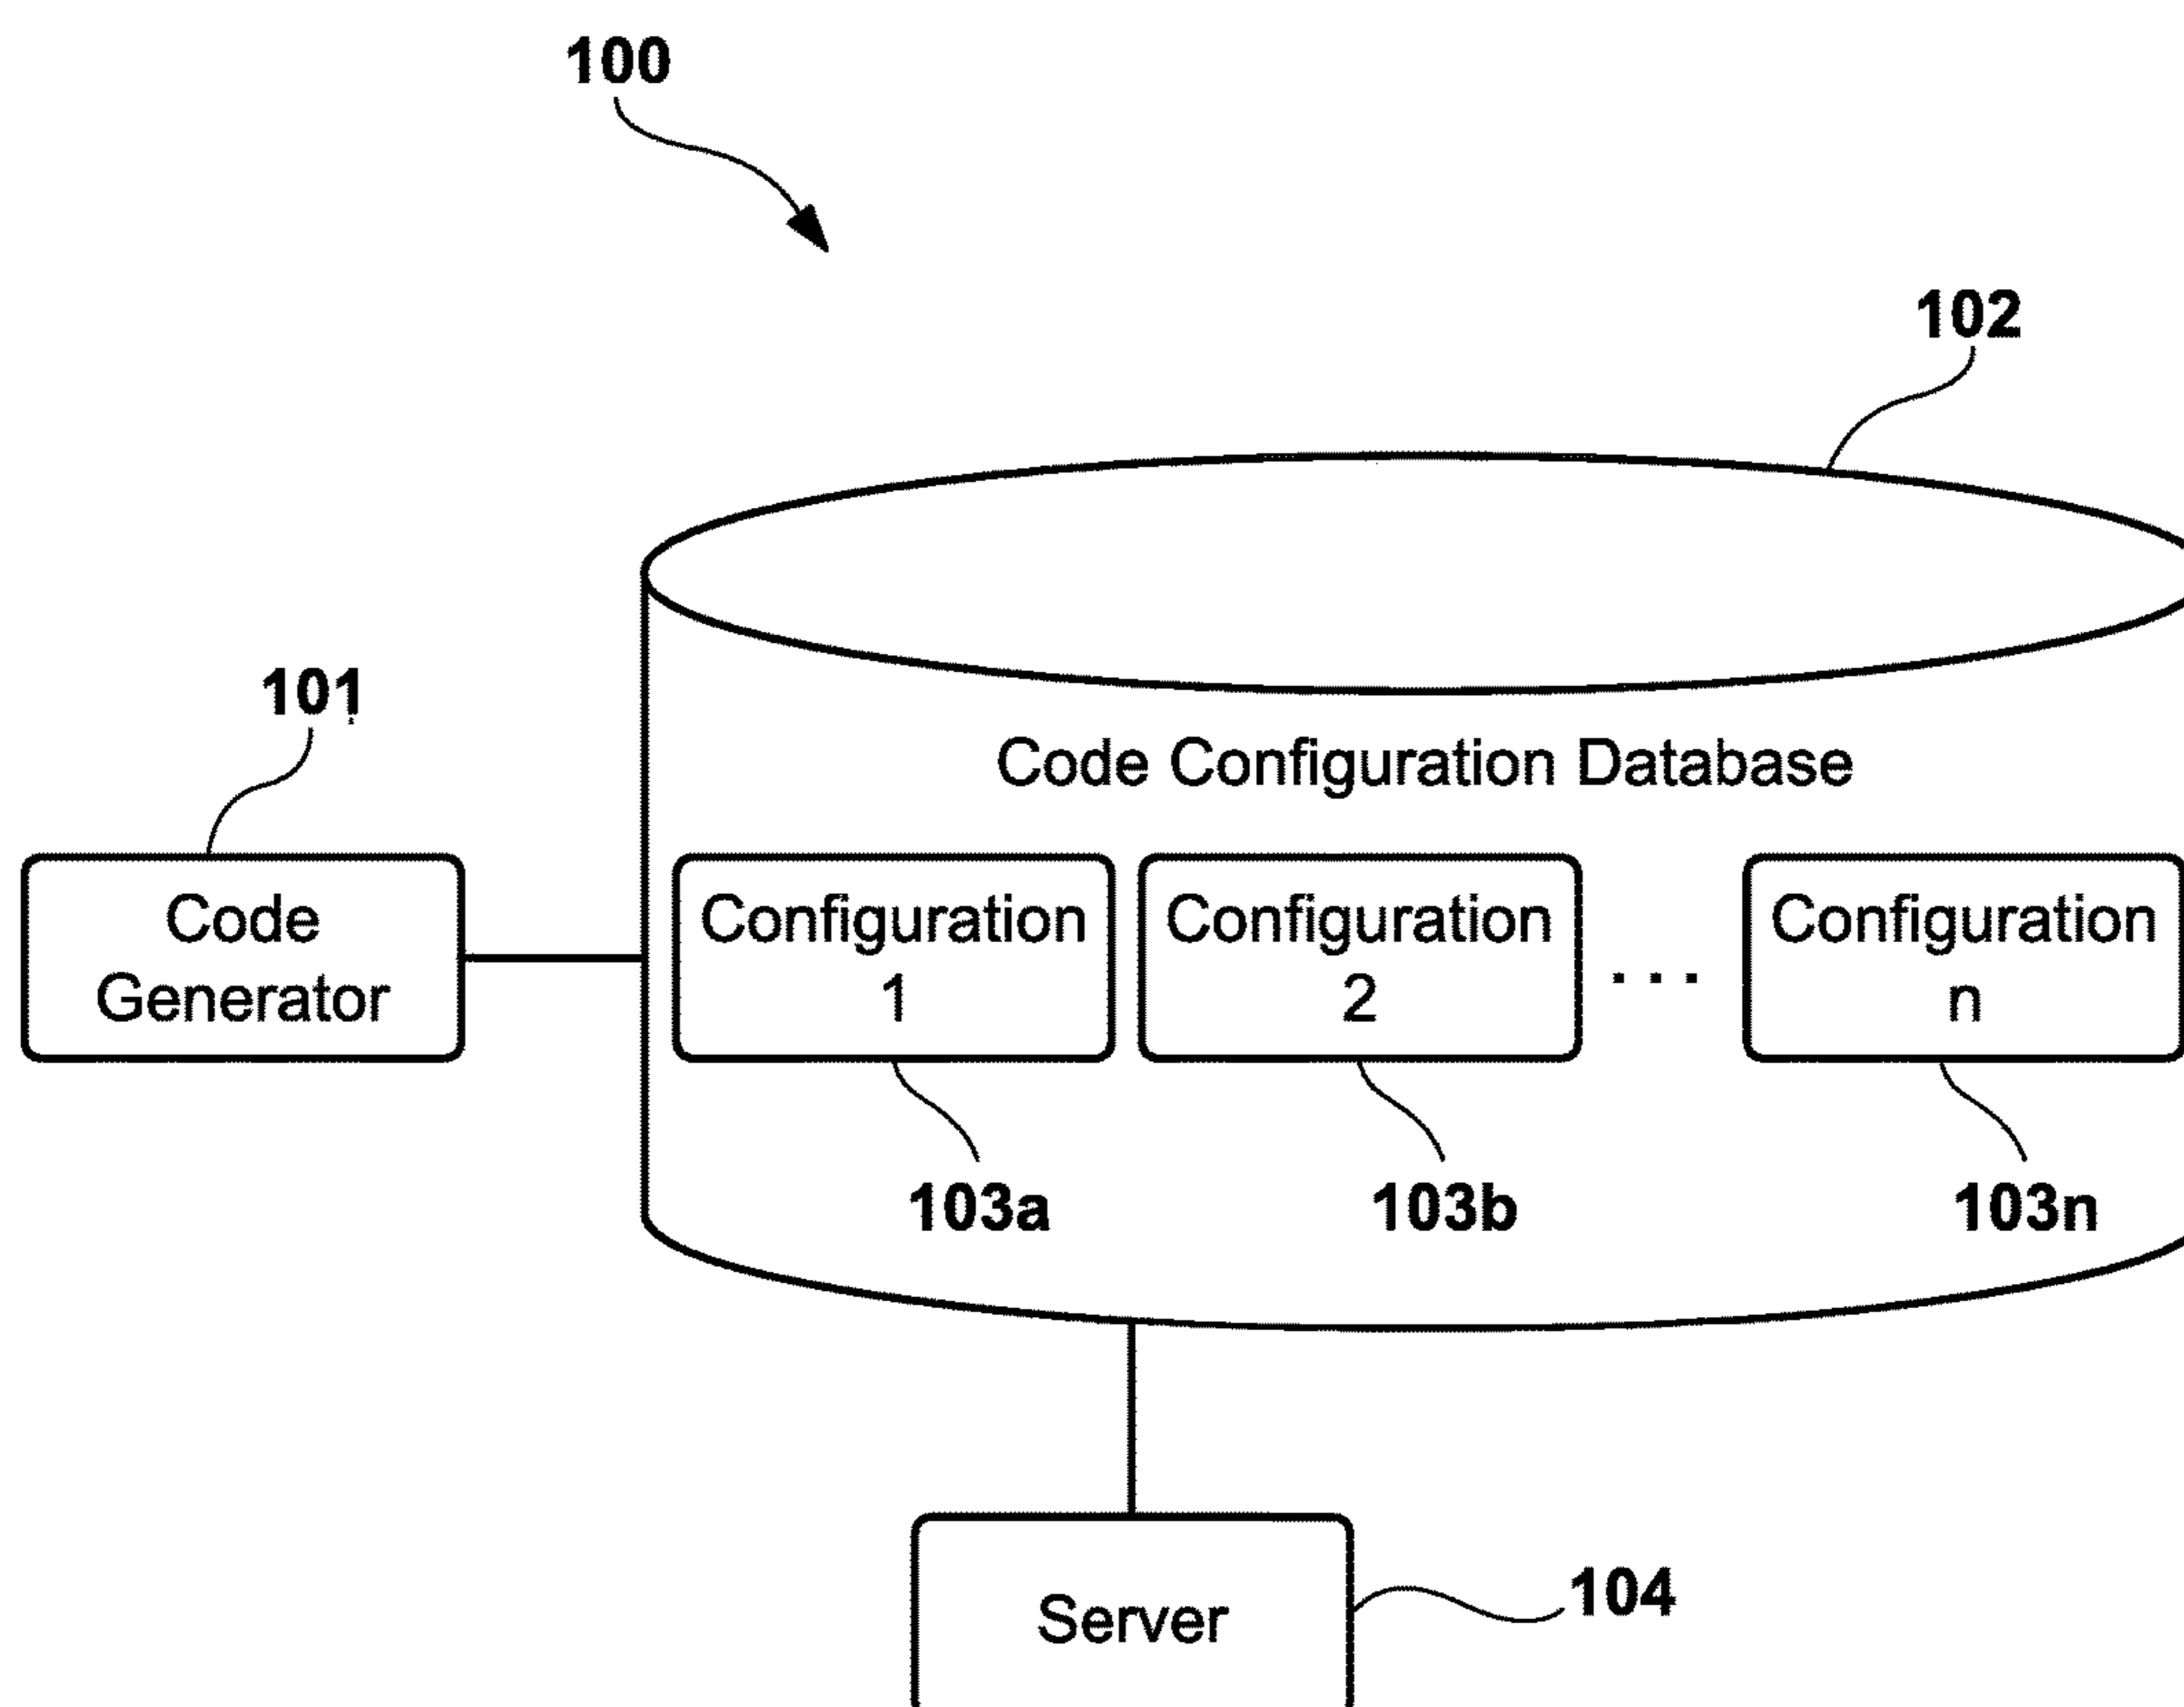 100
102
101
Code Configuration Database
Code
Generator
Configuration
1
Configuration
2
. . .
Configuration
n
103a
103b
103n
Server
104